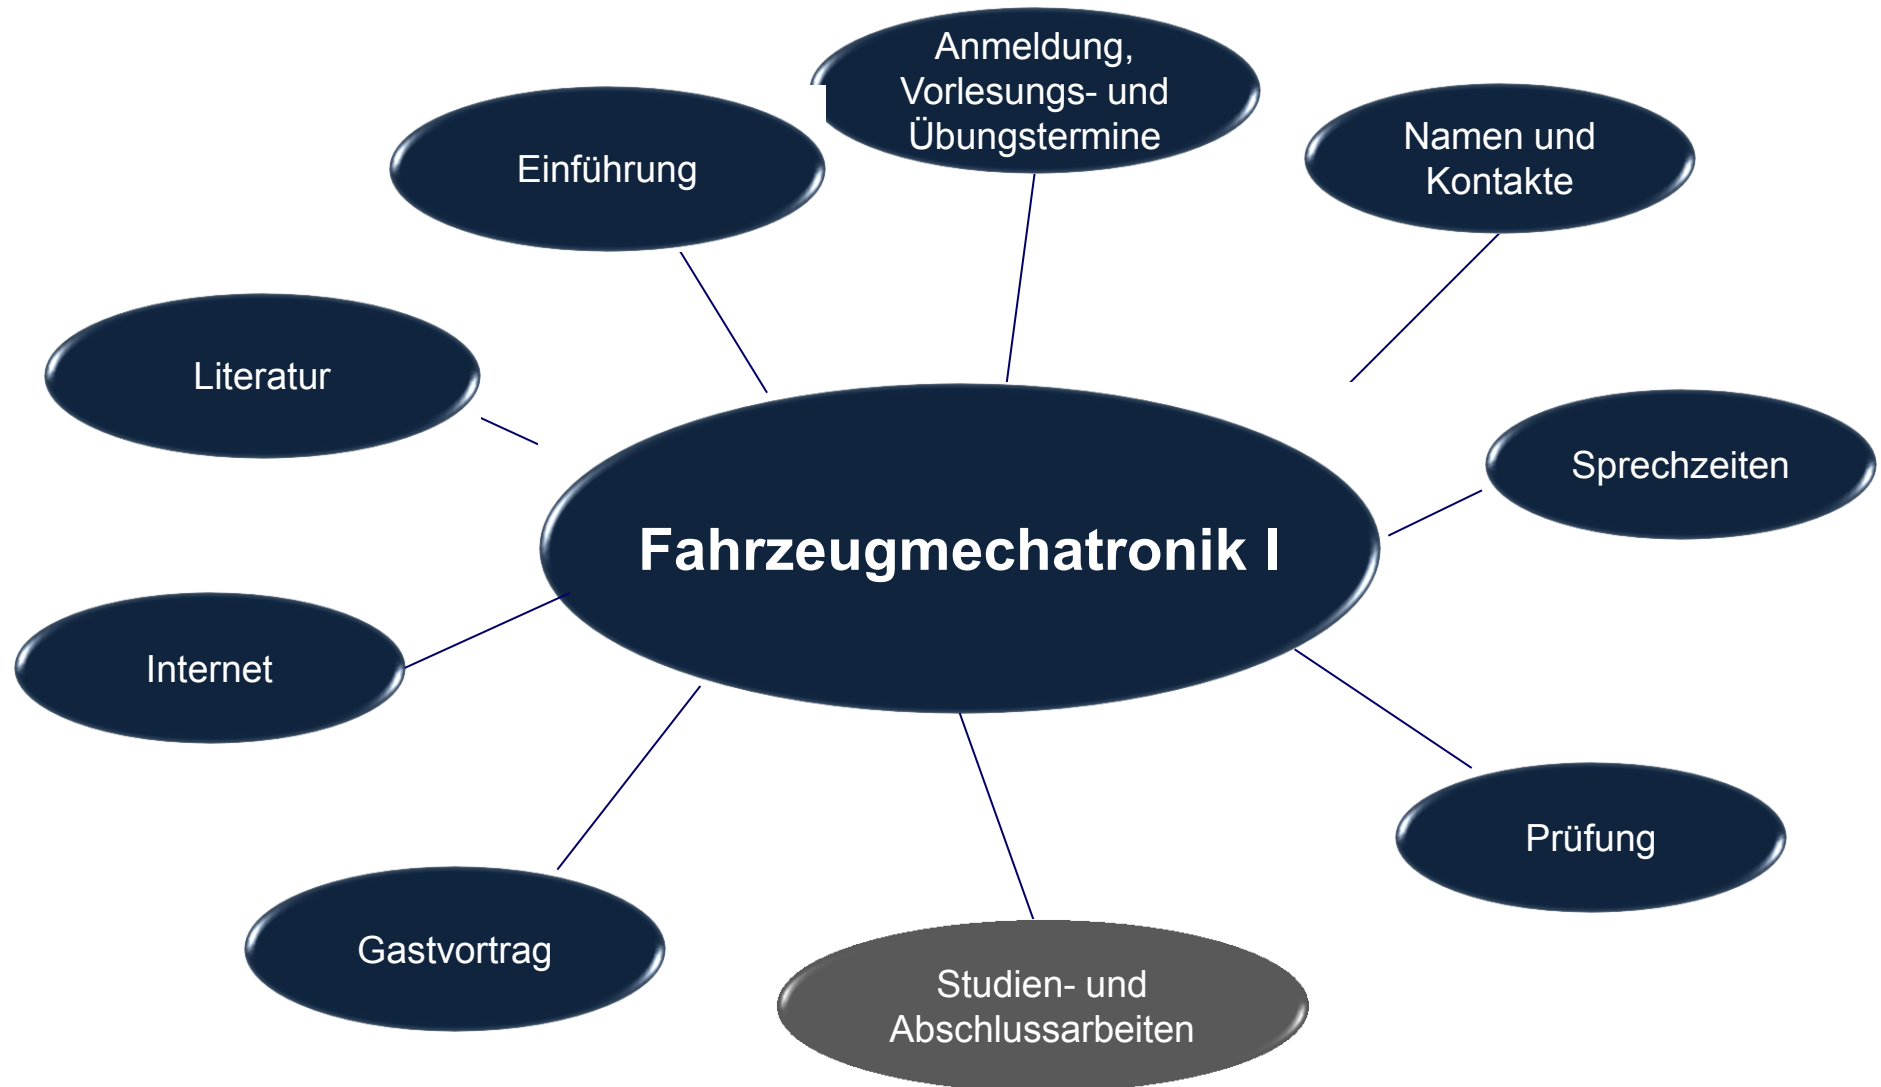 Anmeldung,
Vorlesungs- und
Übungstermine
Namen und
Kontakte
Einführung
Literatur
Sprechzeiten
Fahrzeugmechatronik I
Internet
Prüfung
Gastvortrag
Studien- und
Abschlussarbeiten